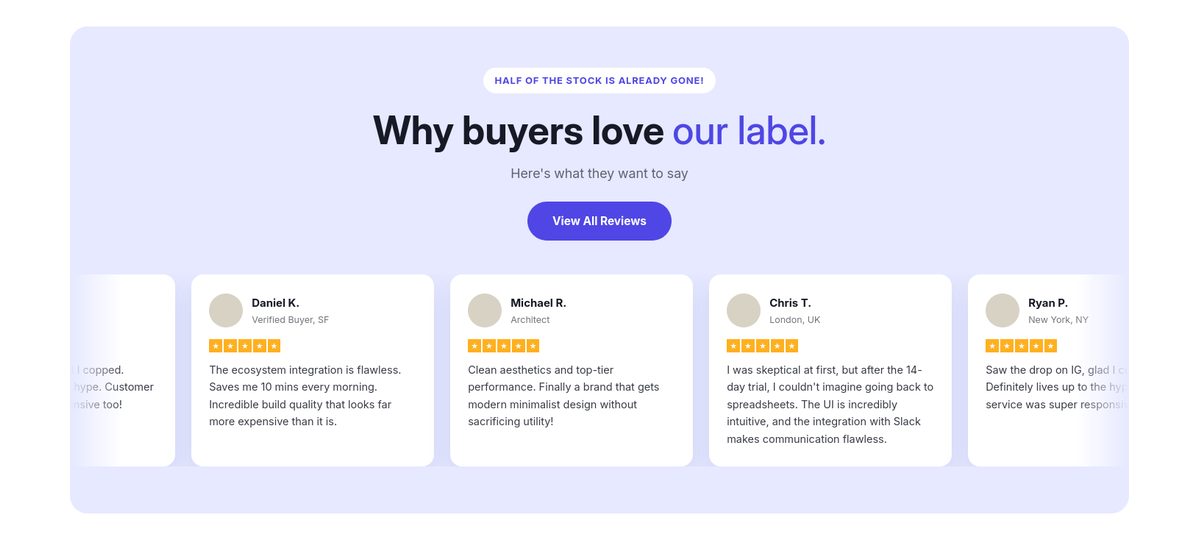 HALF OF THE STOCK IS ALREADY GONE!
Why buyers love our label.
Here's what they want to say
View All Reviews
I copped.
hype. Customer
too!
Daniel K.
Verified Buyer, SF
The ecosystem integration is flawless.
Saves me 10 mins every morning.
Incredible build quality that looks far
more expensive than it is.
Michael R.
Architect
Clean aesthetics and top-tier
performance. Finally a brand that gets
modern minimalist design without
sacrificing utility!
Chris T.
London, UK
I was skeptical at first, but after the 14-
day trial, I couldn't imagine going back to
spreadsheets. The UI is incredibly
intuitive, and the integration with Slack
makes communication flawless.
Ryan P.
New York, NY
Saw the drop on IG, glad I
Definitely lives up to the
service was super